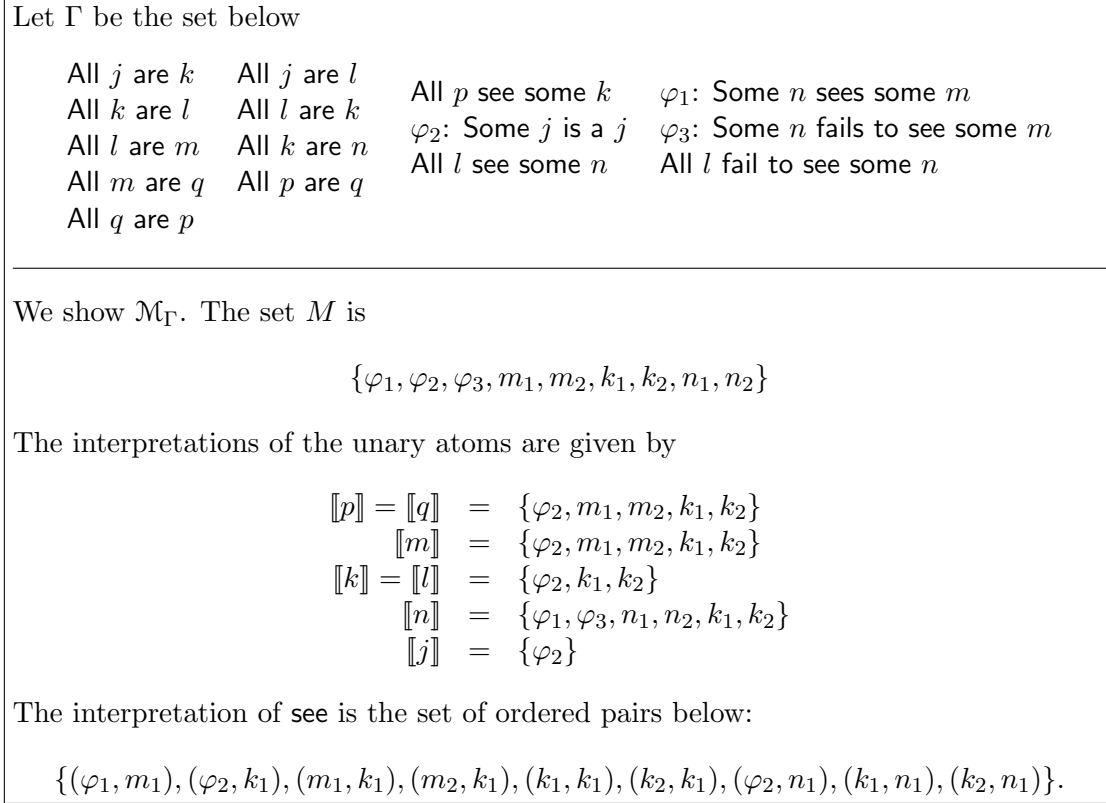 Let Γ be the set below
All j are k All j are l
All k are l All l are k
All l are m All k are n
All m are q All p are q
All q are p
All p see some k φ₁: Some n sees some m
φ₂: Some j is a j φ₃: Some n fails to see some m
All l see some n All l fail to see some n
We show 𝔐_Γ. The set M is
{φ₁, φ₂, φ₃, m₁, m₂, k₁, k₂, n₁, n₂}
The interpretations of the unary atoms are given by
⟦p⟧ = ⟦q⟧ = {φ₂, m₁, m₂, k₁, k₂}
⟦m⟧ = {φ₂, m₁, m₂, k₁, k₂}
⟦k⟧ = ⟦l⟧ = {φ₂, k₁, k₂}
⟦n⟧ = {φ₁, φ₃, n₁, n₂, k₁, k₂}
⟦j⟧ = {φ₂}
The interpretation of see is the set of ordered pairs below:
{(φ₁, m₁), (φ₂, k₁), (m₁, k₁), (m₂, k₁), (k₁, k₁), (k₂, k₁), (φ₂, n₁), (k₁, n₁), (k₂, n₁)}.